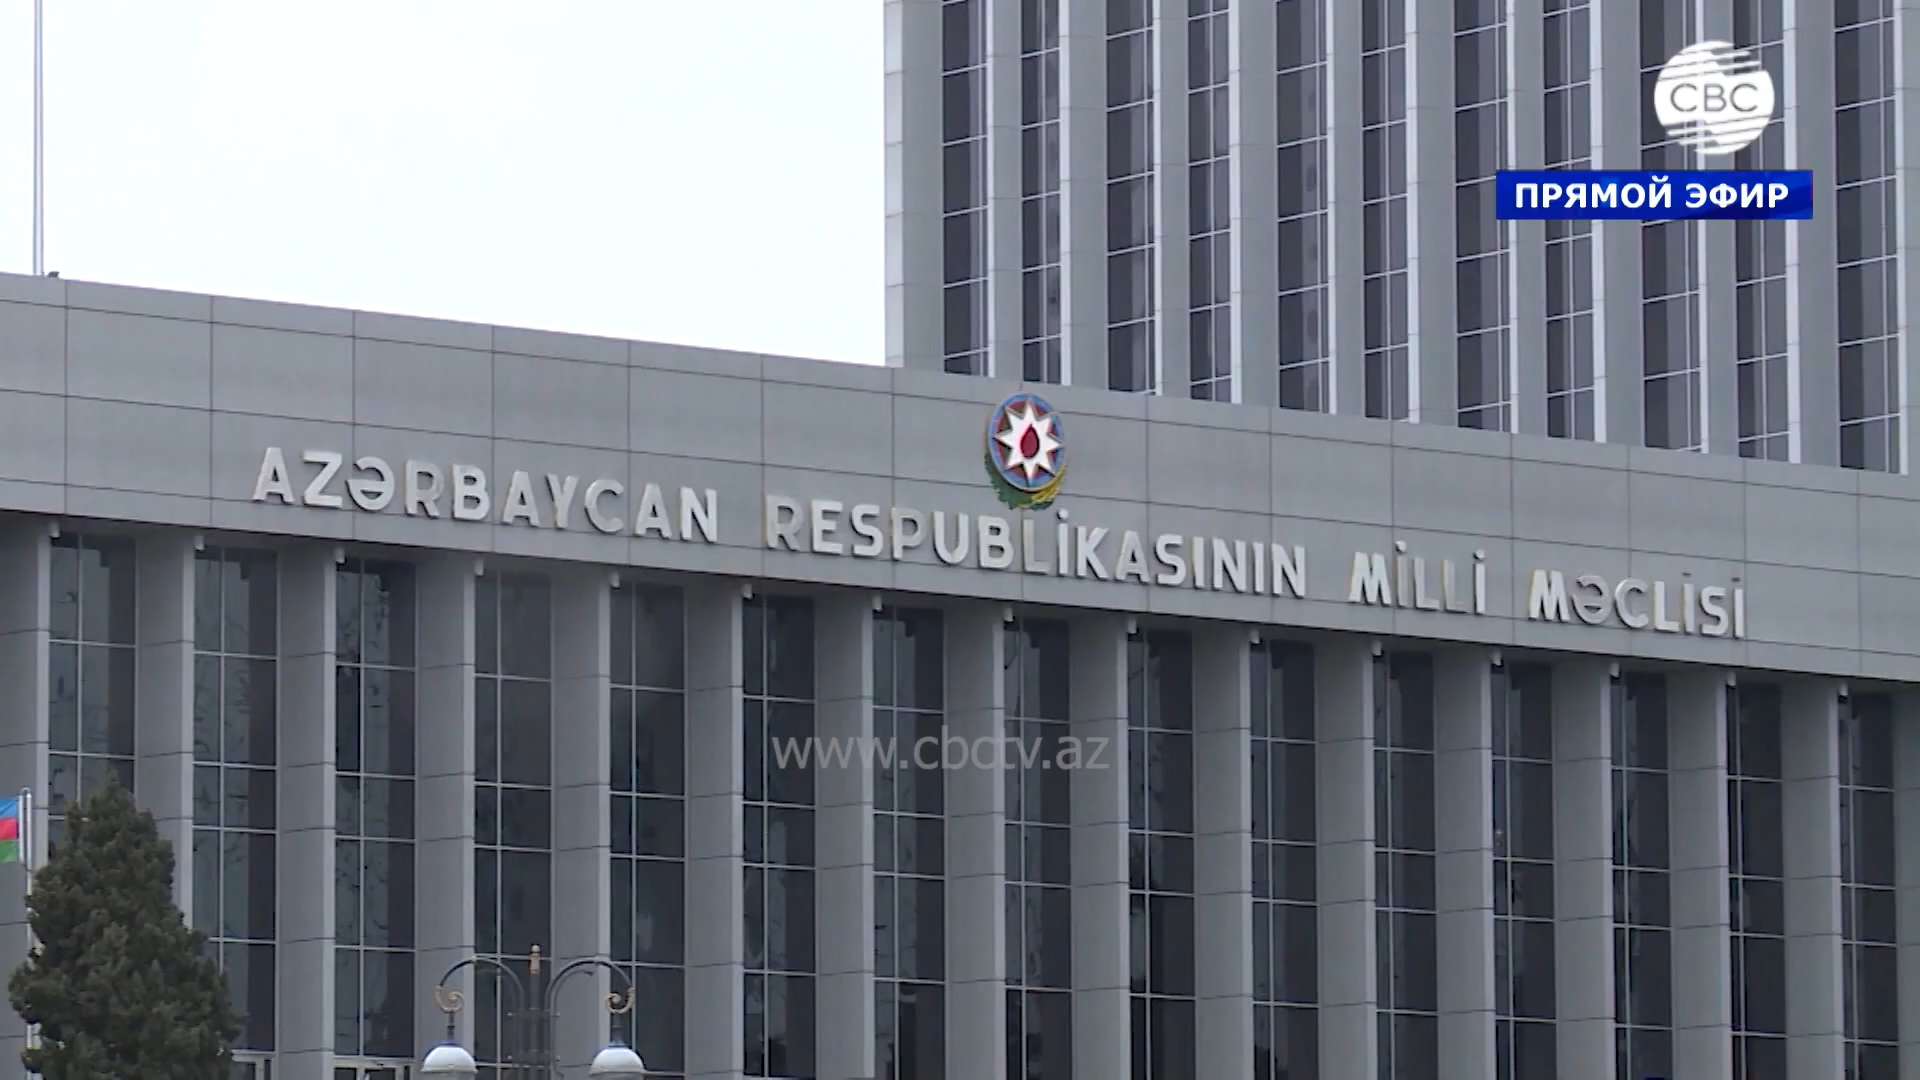 CBC
ПРЯМОЙ ЭФИР
AZƏRBAYCAN RESPUBLİKASININ MİLLİ MƏCLİSİ
www.cbctv.az